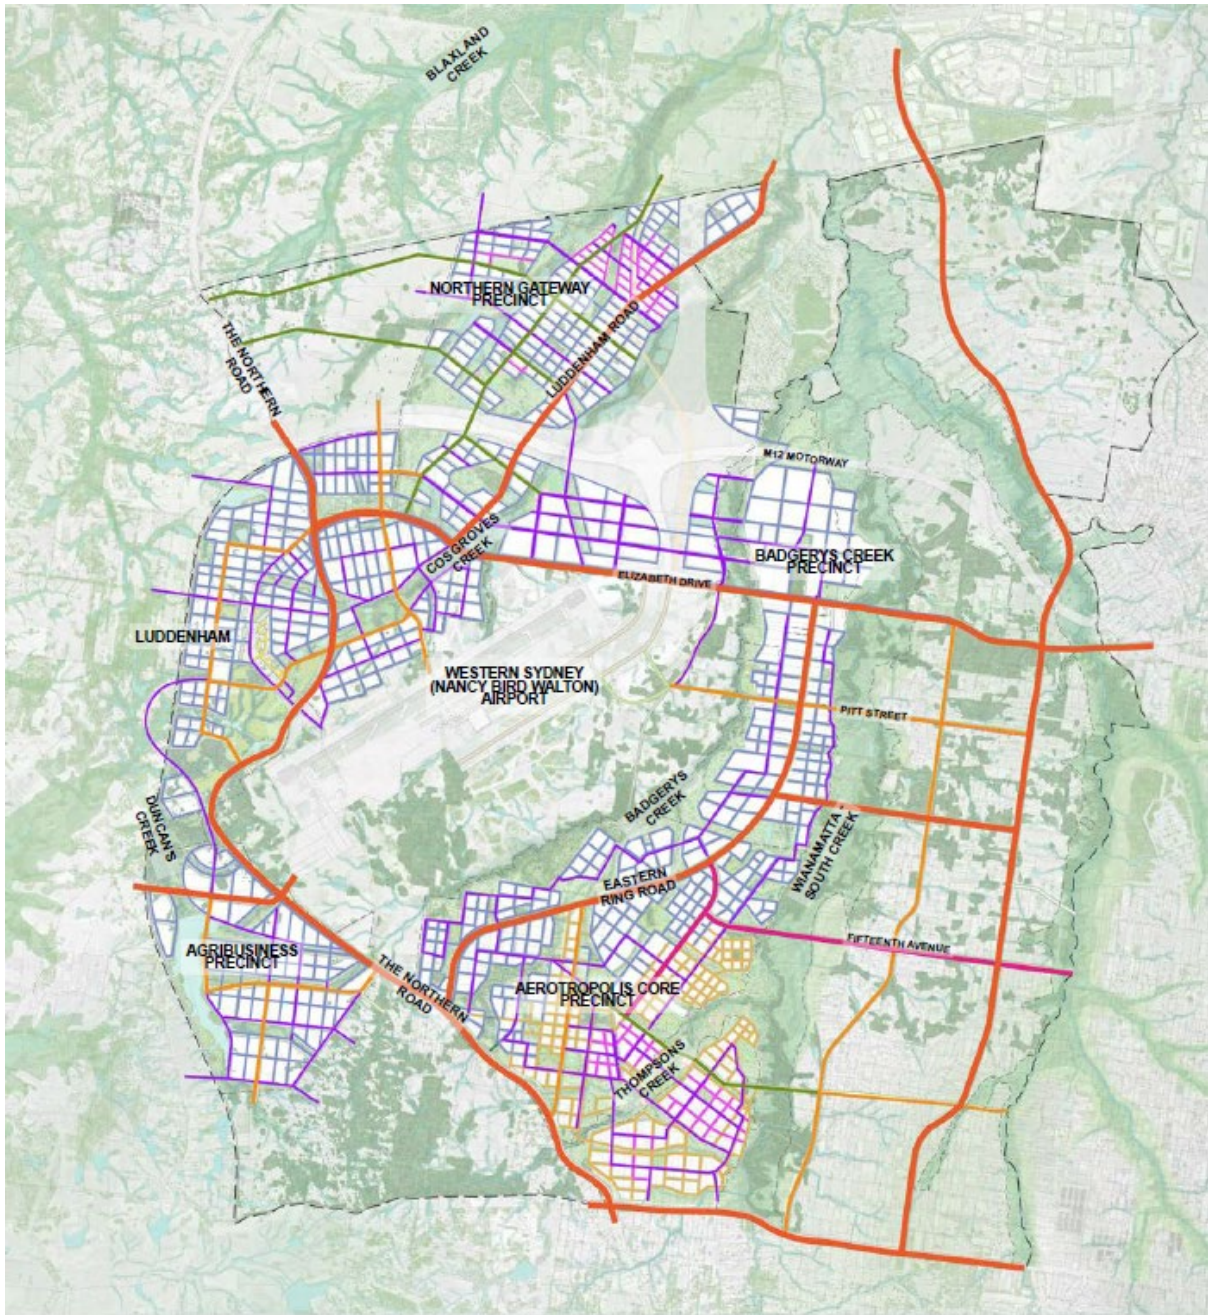 BLAXLAND
CREEK
NORTHERN GATEWAY
PRECINCT
THE NORTHERN
ROAD
LUDDENHAM ROAD
M12 MOTORWAY
COSGROVES
CREEK
BADGERYS CREEK
PRECINCT
ELIZABETH DRIVE
LUDDENHAM
WESTERN SYDNEY
(NANCY BIRD WALTON)
AIRPORT
PITT STREET
BADGERYS
CREEK
DUNCAN'S
CREEK
WIANAMATTA
SOUTH CREEK
EASTERN
RING ROAD
AGRIBUSINESS
PRECINCT
FIFTEENTH AVENUE
THE NORTHERN
ROAD
AEROTROPOLIS CORE
PRECINCT
THOMPSONS
CREEK